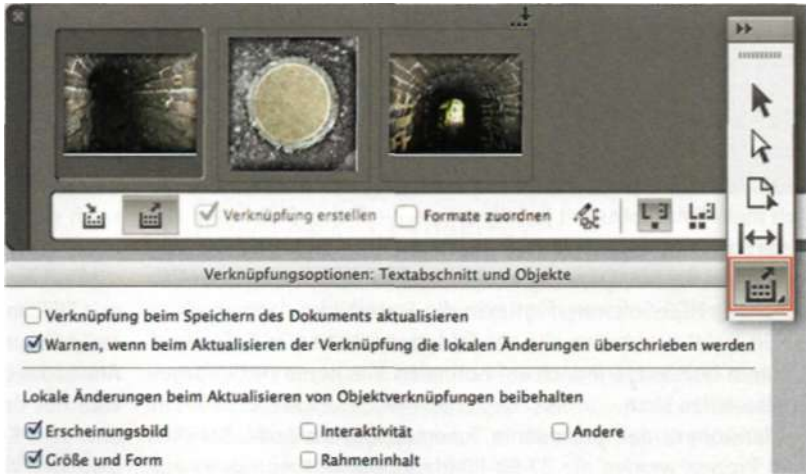 Verknüpfung erstellen Formate zuordnen
Verknüpfungsoptionen: Textabschnitt und Objekte
Verknüpfung beim Speichern des Dokuments aktualisieren
Warnen, wenn beim Aktualisieren der Verknüpfung die lokalen Änderungen überschrieben werden
Lokale Änderungen beim Aktualisieren von Objektverknüpfungen beibehalten
Erscheinungsbild Interaktivität Andere
Größe und Form Rahmeninhalt